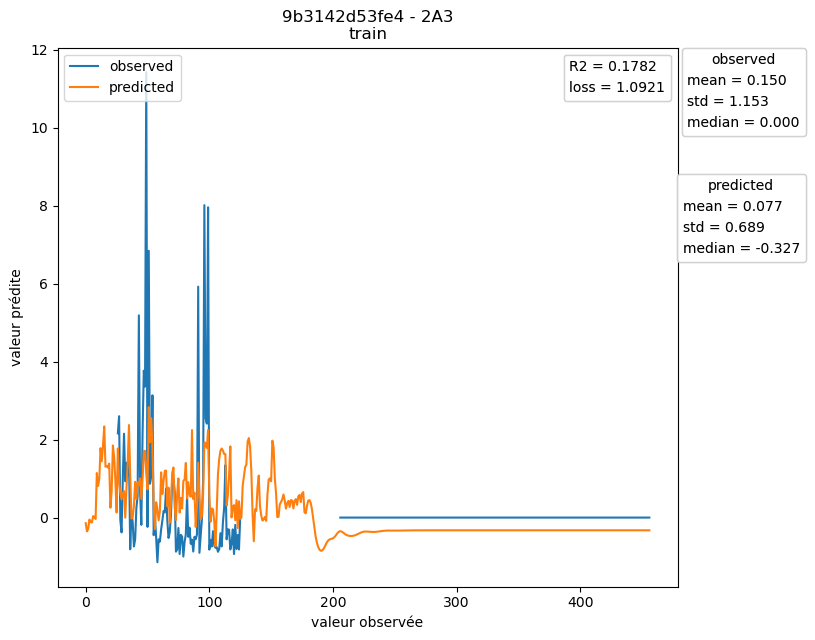 9b3142d53fe4 - 2A3
train
observed
predicted
R2 = 0.1782
loss = 1.0921
observed
mean = 0.150
std = 1.153
median = 0.000
predicted
mean = 0.077
std = 0.689
median = -0.327
valeur prédite
12
10
8
6
4
2
0
0 100 200 300 400
valeur observée